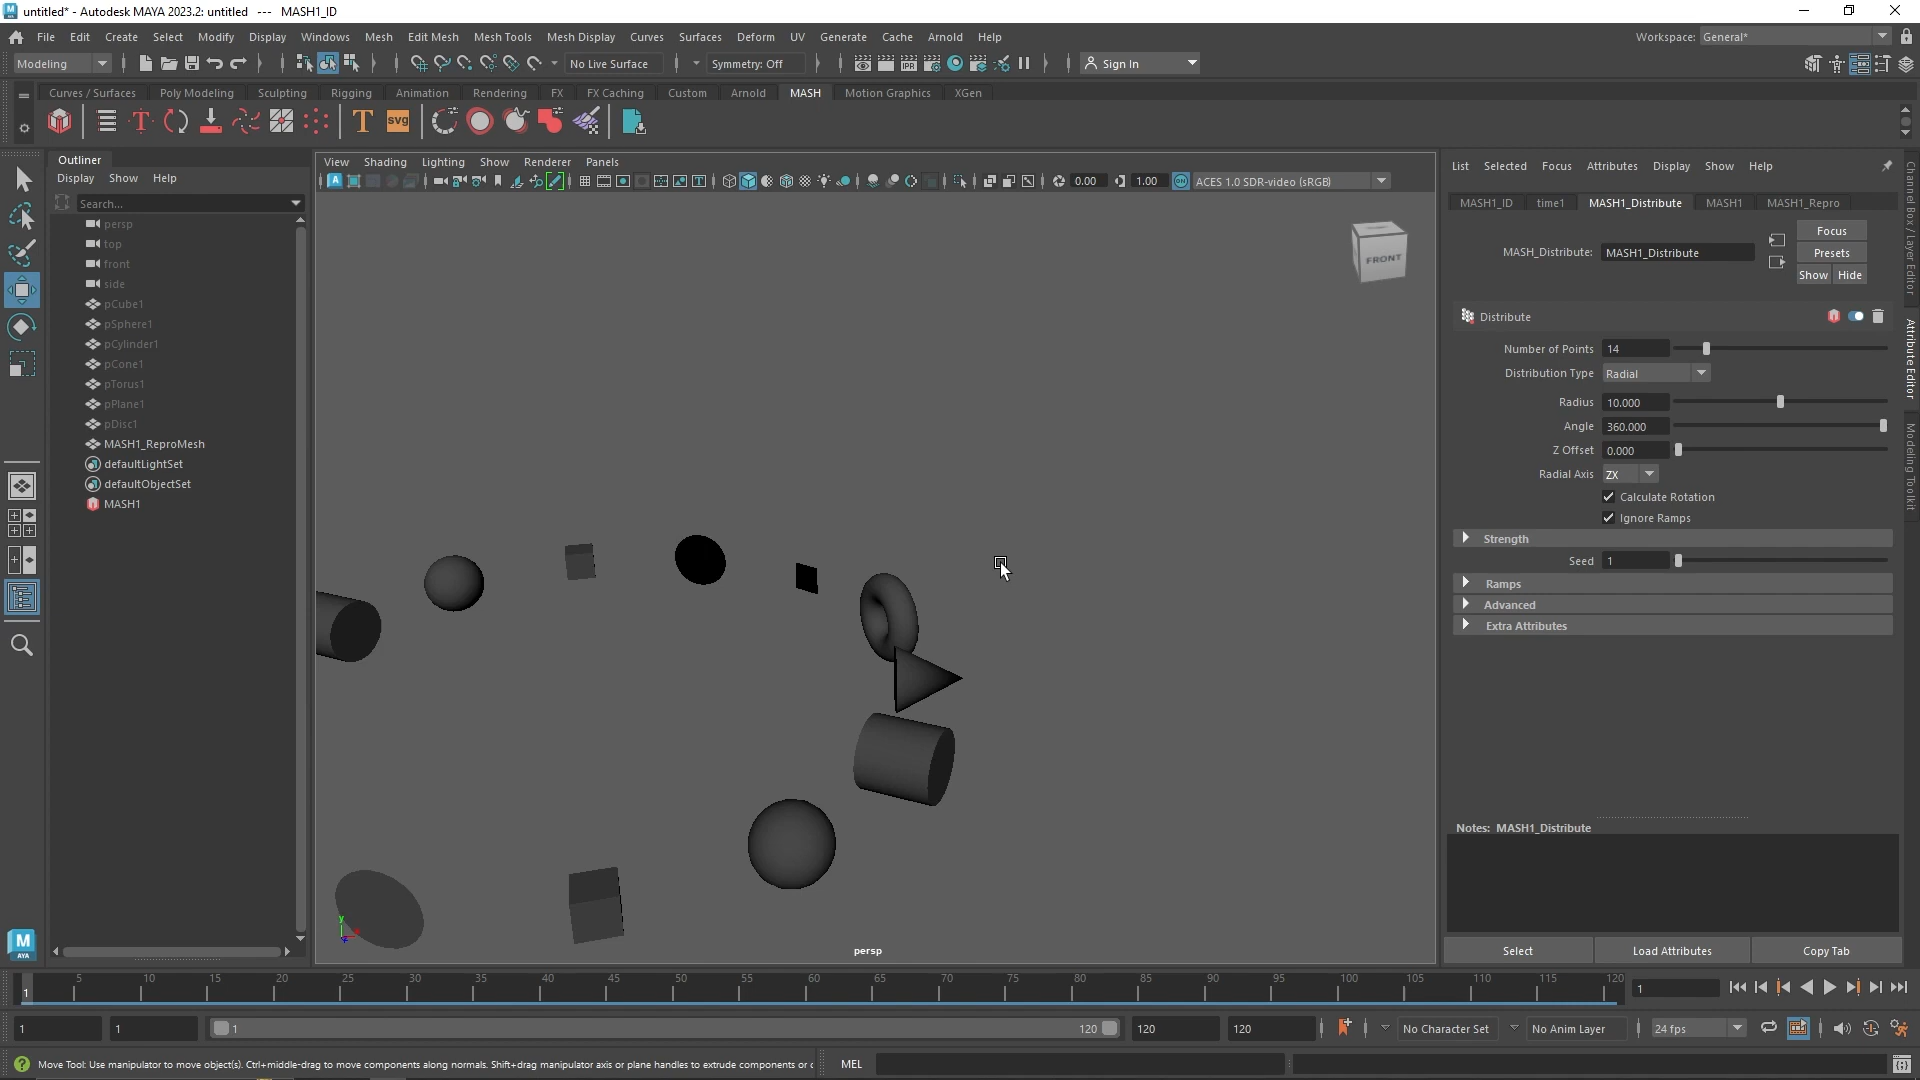 untitled* - Autodesk MAYA 2023.2: untitled --- MASH1_ID
File Edit Create Select Modify Display Windows Mesh Edit Mesh Mesh Tools Mesh Display Curves Surfaces Deform UV Generate Cache Arnold Help
Workspace: General*
Modeling
No Live Surface
Symmetry: Off
Sign In
Curves / Surfaces Poly Modeling Sculpting Rigging Animation Rendering FX FX Caching Custom Arnold MASH Motion Graphics XGen
T
svg
Outliner
Display Show Help
Search...
persp
top
front
side
pCube1
pSphere1
pCylinder1
pCone1
pTorus1
pPlane1
pDisc1
MASH1_ReproMesh
defaultLightSet
defaultObjectSet
MASH1
View Shading Lighting Show Renderer Panels
0.00
1.00
ACES 1.0 SDR-video (sRGB)
FRONT
persp
List Selected Focus Attributes Display Show Help
MASH1_ID time1 MASH1_Distribute MASH1 MASH1_Repro
MASH_Distribute: MASH1_Distribute
Focus
Presets
Show Hide
Distribute
Number of Points 14
Distribution Type Radial
Radius 10.000
Angle 360.000
Z Offset 0.000
Radial Axis ZX
Calculate Rotation
Ignore Ramps
Strength
Seed 1
Ramps
Advanced
Extra Attributes
Notes: MASH1_Distribute
Select Load Attributes Copy Tab
Channel Box / Layer Editor
Attribute Editor
Modeling Toolkit
5 10 15 20 25 30 35 40 45 50 55 60 65 70 75 80 85 90 95 100 105 110 115 120
1
1
1 1 1 120 120 120
No Character Set
No Anim Layer
24 fps
Move Tool: Use manipulator to move object(s). Ctrl+middle-drag to move components along normals. Shift+drag manipulator axis or plane handles to extrude components or c
MEL